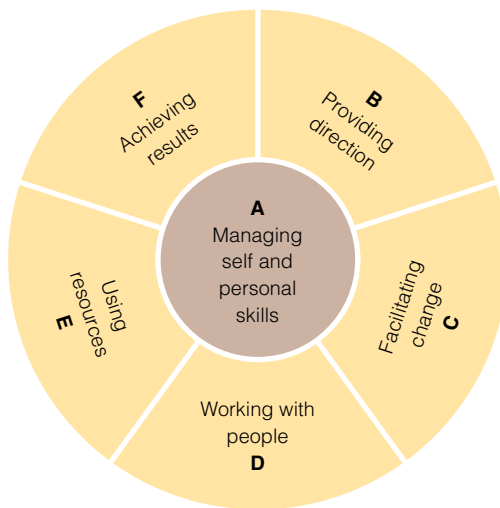 A
Managing
self and
personal
skills
B
Providing
direction
Facilitating
change
C
Working with
people
D
Using
resources
E
F
Achieving
results